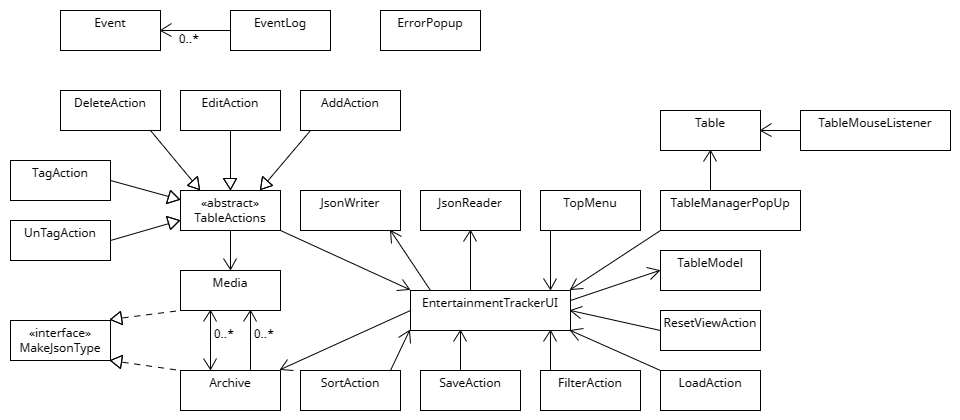 Event
EventLog
ErrorPopup
0..*
DeleteAction
EditAction
AddAction
Table
TableMouseListener
TagAction
«abstract»
TableActions
JsonWriter
JsonReader
TopMenu
TableManagerPopUp
UnTagAction
TableModel
Media
EntertainmentTrackerUI
ResetViewAction
«interface»
MakeJsonType
0..*
0..*
Archive
SortAction
SaveAction
FilterAction
LoadAction